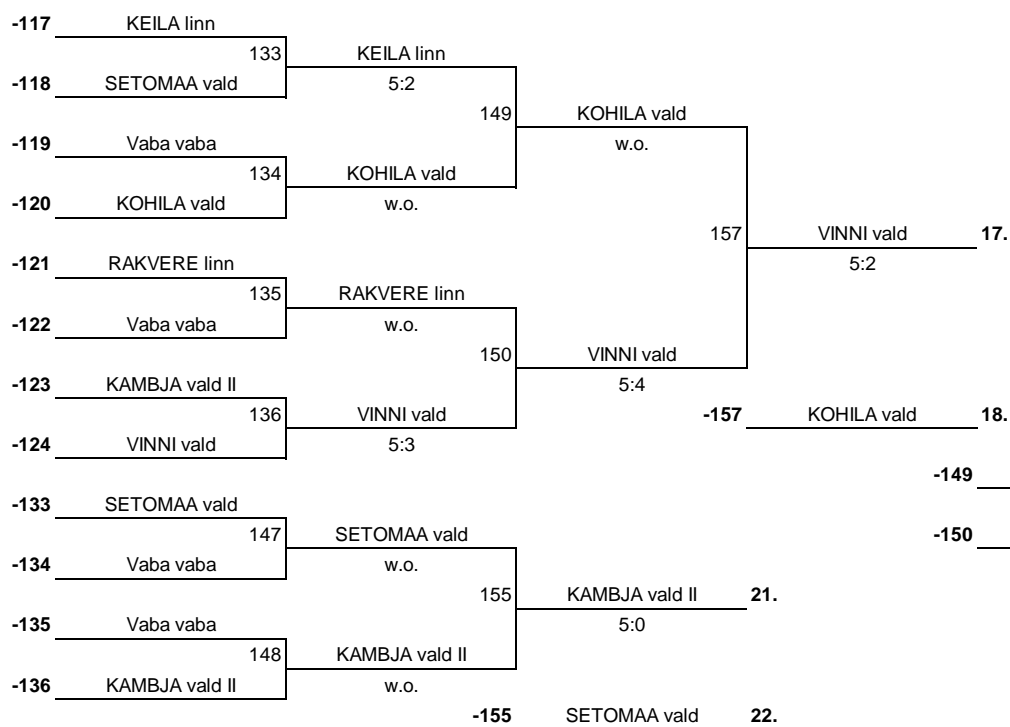 -117 KEILA linn
133 KEILA linn
-118 SETOMAA vald 5:2
149 KOHILA vald
-119 Vaba vaba w.o.
134 KOHILA vald
-120 KOHILA vald w.o.
157 VINNI vald 17.
-121 RAKVERE linn 5:2
135 RAKVERE linn
-122 Vaba vaba w.o.
150 VINNI vald
-123 KAMBJA vald II 5:4
136 VINNI vald -157 KOHILA vald 18.
-124 VINNI vald 5:3
-149
-133 SETOMAA vald
147 SETOMAA vald -150
-134 Vaba vaba w.o.
155 KAMBJA vald II 21.
-135 Vaba vaba 5:0
148 KAMBJA vald II
-136 KAMBJA vald II w.o.
-155 SETOMAA vald 22.